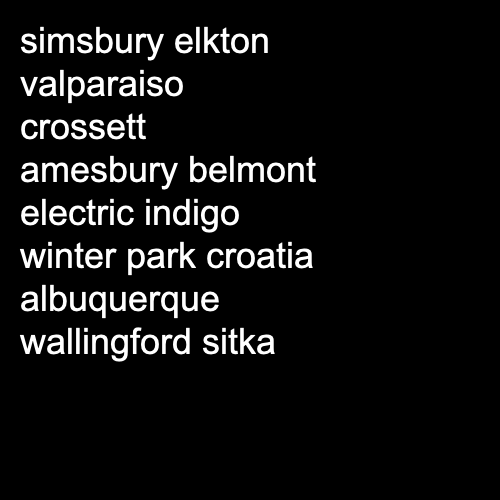 simsbury elkton
valparaiso
crossett
amesbury belmont
electric indigo
winter park croatia
albuquerque
wallingford sitka